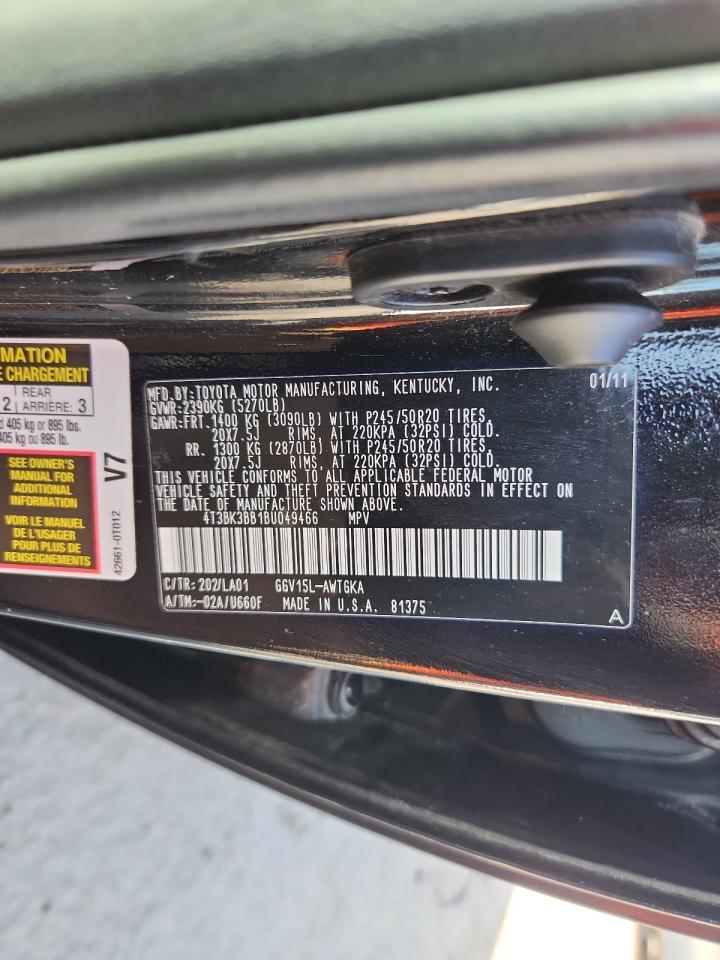 MATION
E CHARGEMENT
1 REAR
2 ARRIÈRE: 3
d 405 kg or 895 lbs.
405 kg ou 895 lb.
SEE OWNER'S
MANUAL FOR
ADDITIONAL
INFORMATION
VOIR LE MANUEL
DE L'USAGER
POUR PLUS DE
RENSEIGNEMENTS
V7
42661-0T012
MFD.BY:TOYOTA MOTOR MANUFACTURING, KENTUCKY, INC. 01/11
GVWR:2390KG (5270LB)
GAWR:FRT.1400 KG (3090LB) WITH P245/50R20 TIRES,
20X7.5J RIMS, AT 220KPA (32PSI) COLD.
RR. 1300 KG (2870LB) WITH P245/50R20 TIRES,
20X7.5J RIMS, AT 220KPA (32PSI) COLD.
THIS VEHICLE CONFORMS TO ALL APPLICABLE FEDERAL MOTOR
VEHICLE SAFETY AND THEFT PREVENTION STANDARDS IN EFFECT ON
THE DATE OF MANUFACTURE SHOWN ABOVE.
4T3BK3BB1BU049466 MPV
C/TR:202/LA01 GGV15L-AWTGKA
A/TM:-02A/U660F MADE IN U.S.A. 81375
A